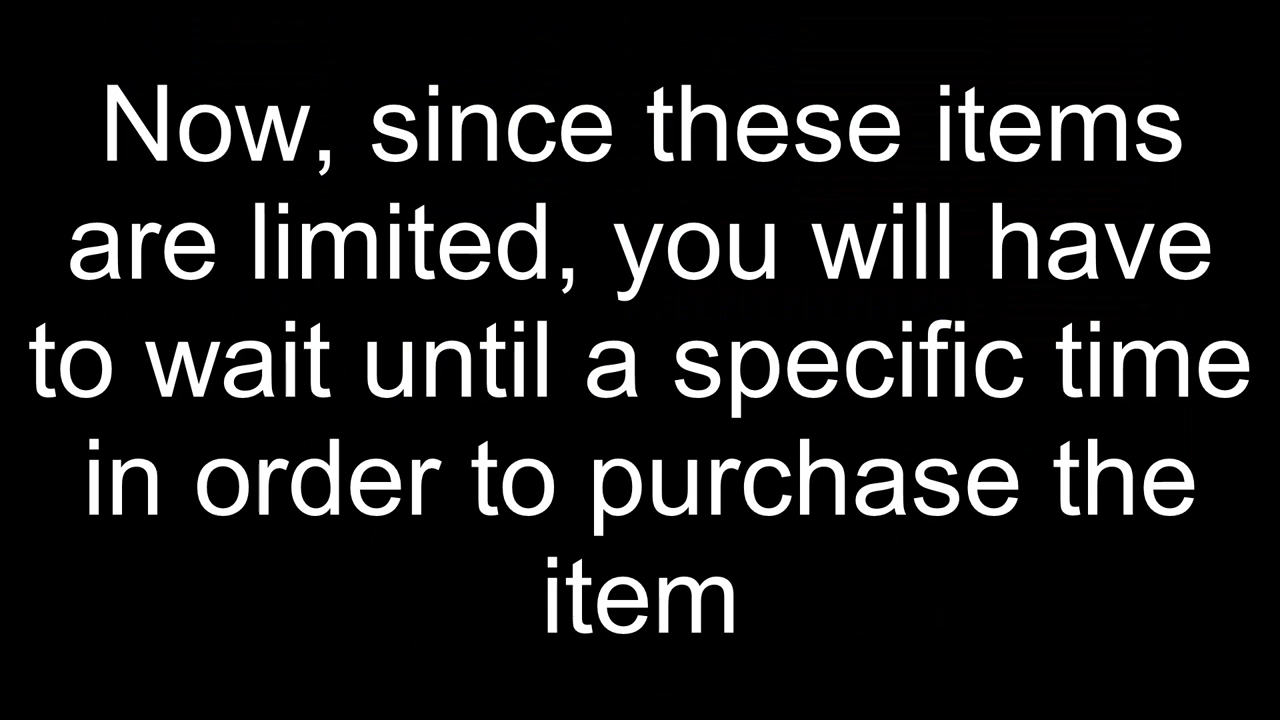 Now, since these items
are limited, you will have
to wait until a specific time
in order to purchase the
item